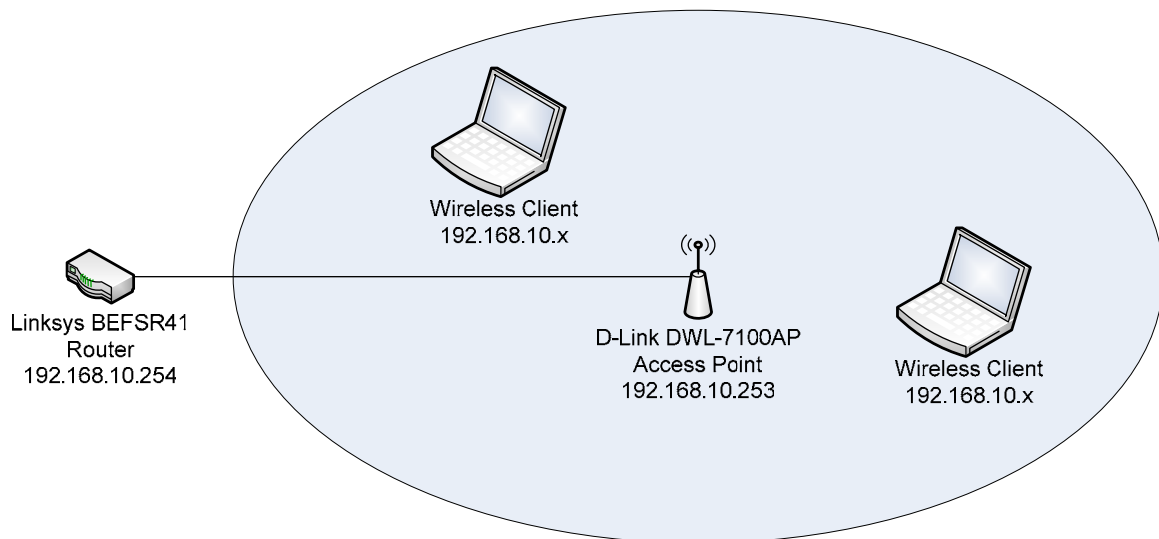 Wireless Client
192.168.10.x
Linksys BEFSR41
Router
192.168.10.254
D-Link DWL-7100AP
Access Point
192.168.10.253
Wireless Client
192.168.10.x